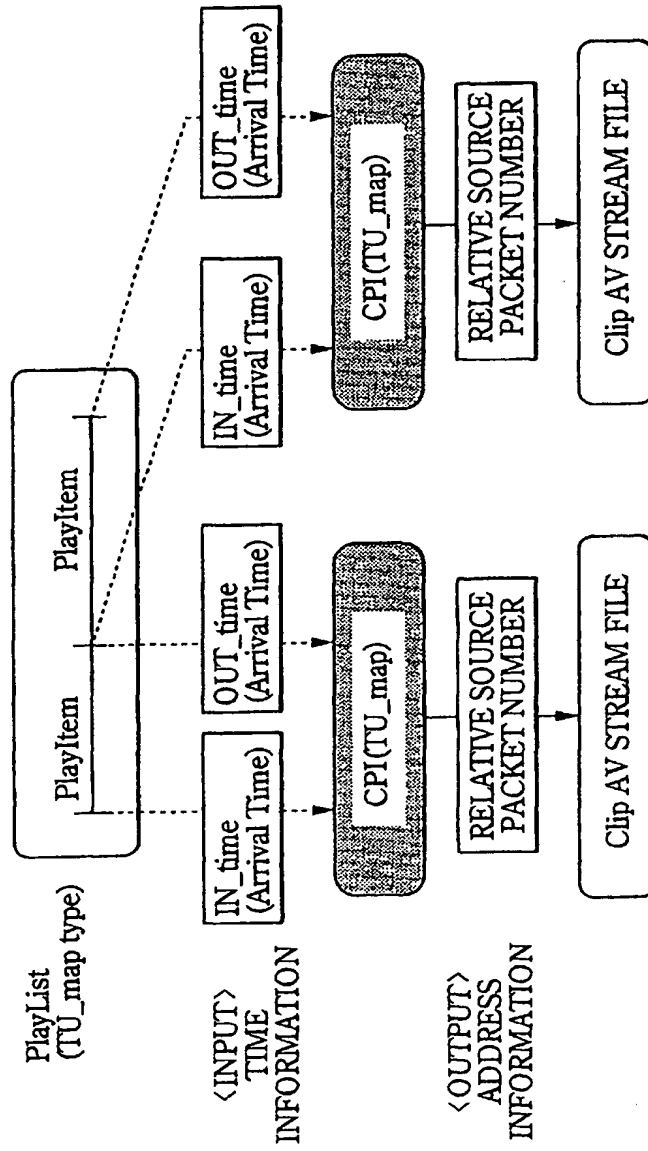 PlayList
(TU_map type)
PlayItem
PlayItem
<INPUT>
TIME
INFORMATION
IN_time
(Arrival Time)
OUT_time
(Arrival Time)
IN_time
(Arrival Time)
OUT_time
(Arrival Time)
CPI(TU_map)
CPI(TU_map)
<OUTPUT>
ADDRESS
INFORMATION
RELATIVE SOURCE
PACKET NUMBER
RELATIVE SOURCE
PACKET NUMBER
Clip AV STREAM FILE
Clip AV STREAM FILE